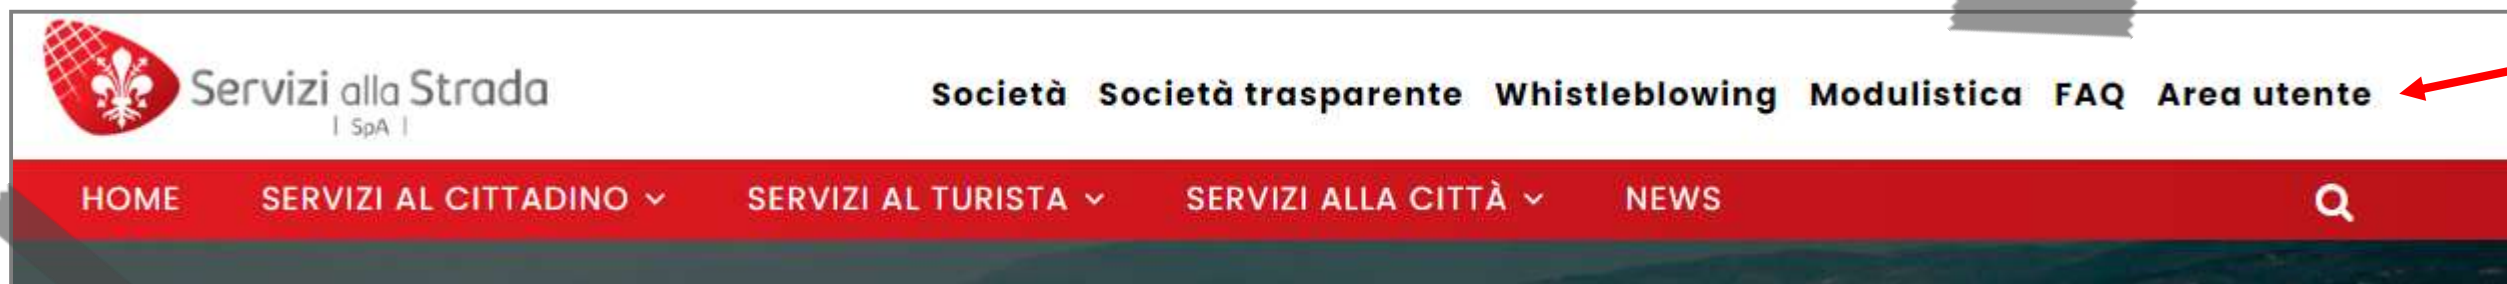 Servizi alla Strada
| SpA |
Società Società trasparente Whistleblowing Modulistica FAQ Area utente
HOME SERVIZI AL CITTADINO SERVIZI AL TURISTA SERVIZI ALLA CITTÀ NEWS